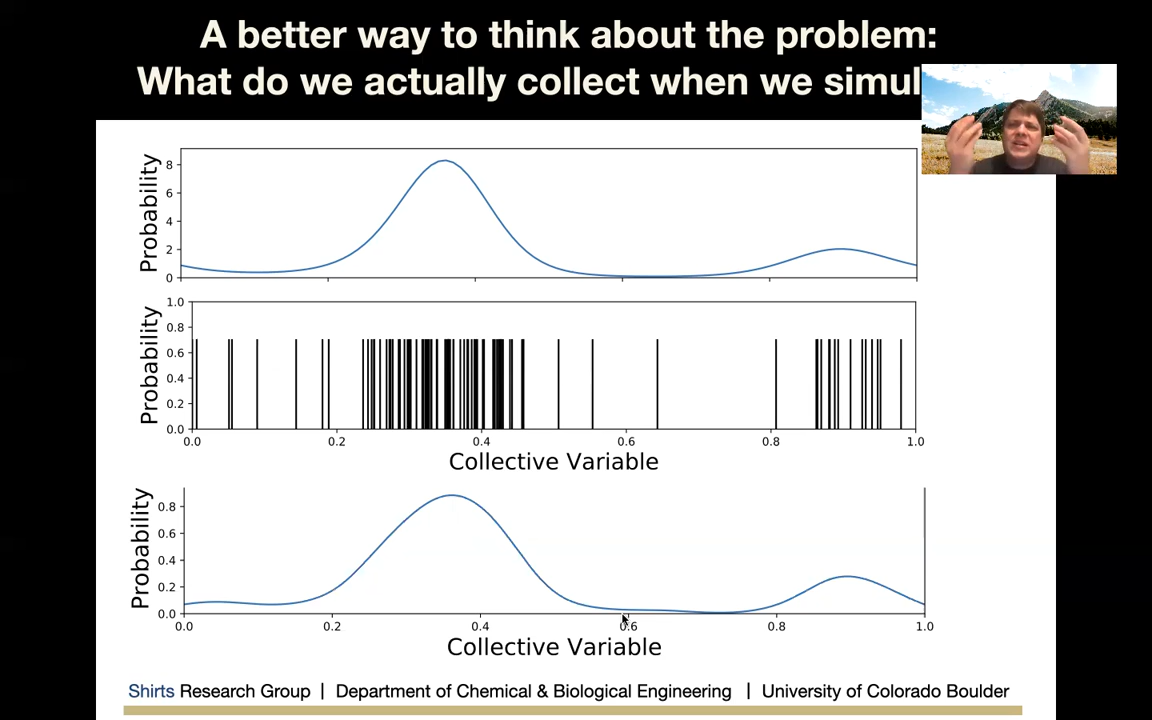 A better way to think about the problem:
What do we actually collect when we simul
Probability
8
6
4
2
0
Probability
1.0
0.8
0.6
0.4
0.2
0.0
0.0 0.2 0.4 0.6 0.8 1.0
Collective Variable
Probability
0.8
0.6
0.4
0.2
0.0
0.0 0.2 0.4 0.6 0.8 1.0
Collective Variable
Shirts Research Group | Department of Chemical & Biological Engineering | University of Colorado Boulder